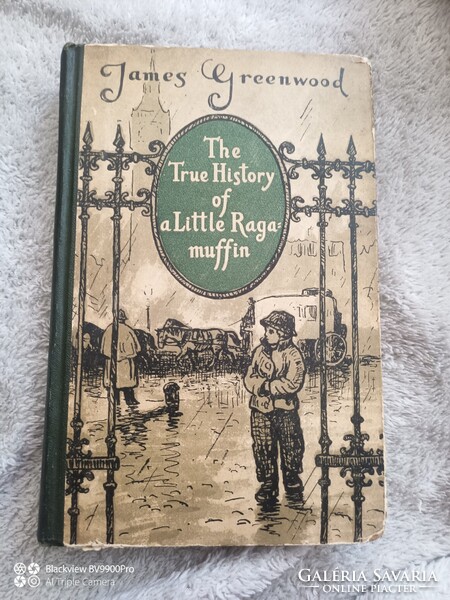 James Greenwood
The
True History
of
a Little Raga-
muffin
Blackview BV9900Pro
AI Triple Camera
GALÉRIA SAVARIA
ONLINE PIACTÉR